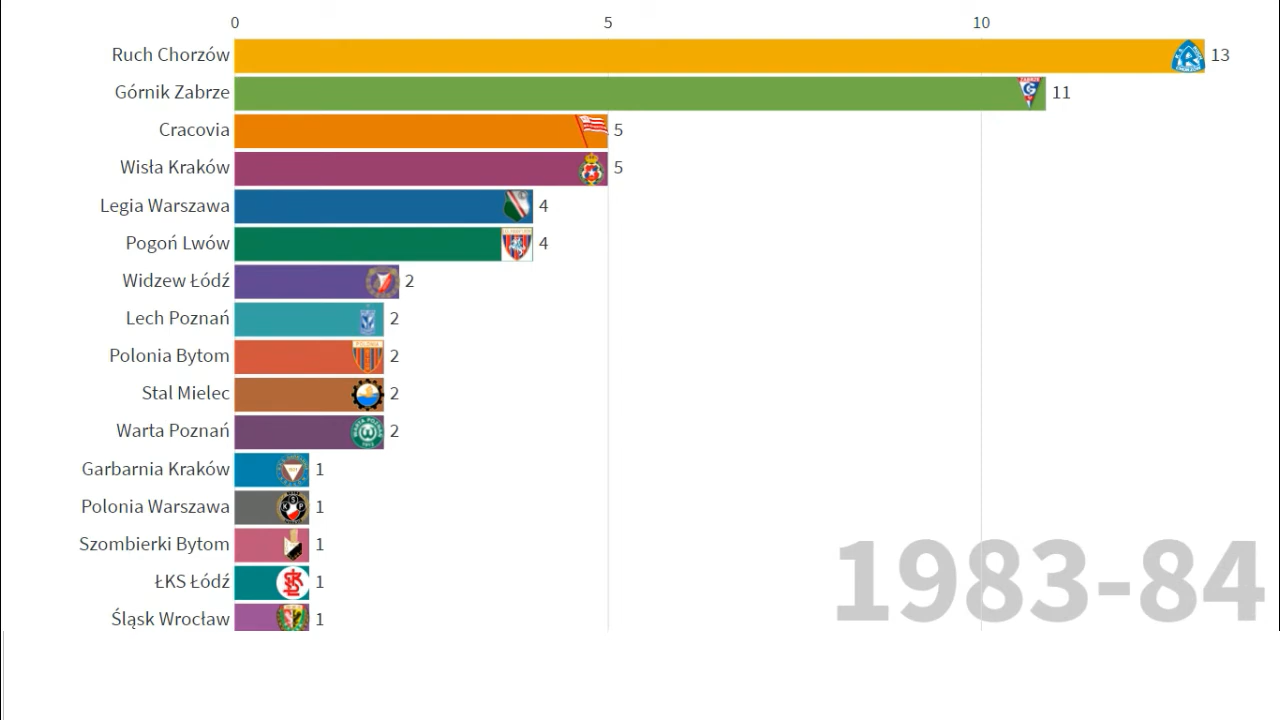 0 5 10
Ruch Chorzów 13
Górnik Zabrze 11
Cracovia 5
Wisła Kraków 5
Legia Warszawa 4
Pogoń Lwów 4
Widzew Łódź 2
Lech Poznań 2
Polonia Bytom 2
Stal Mielec 2
Warta Poznań 2
Garbarnia Kraków 1
Polonia Warszawa 1
Szombierki Bytom 1
ŁKS Łódź 1
Śląsk Wrocław 1
1983-84